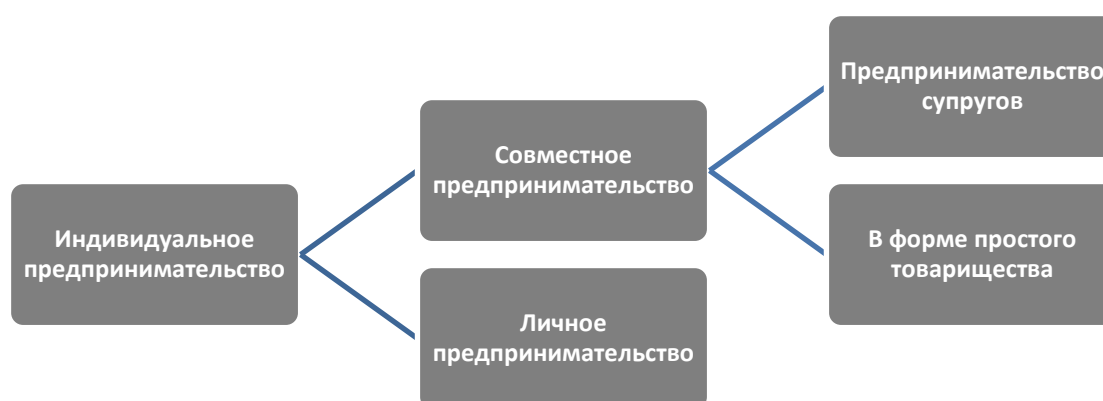 Индивидуальное
предпринимательство
Совместное
предпринимательство
Личное
предпринимательство
Предпринимательство
супругов
В форме простого
товарищества